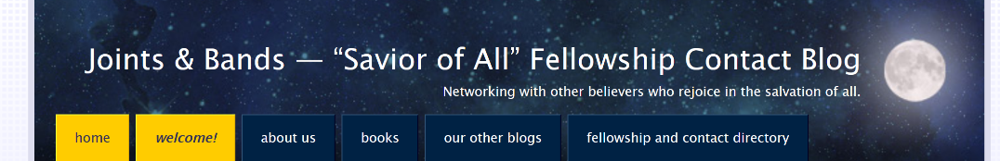 Joints & Bands — “Savior of All” Fellowship Contact Blog
Networking with other believers who rejoice in the salvation of all.
home welcome! about us books our other blogs fellowship and contact directory